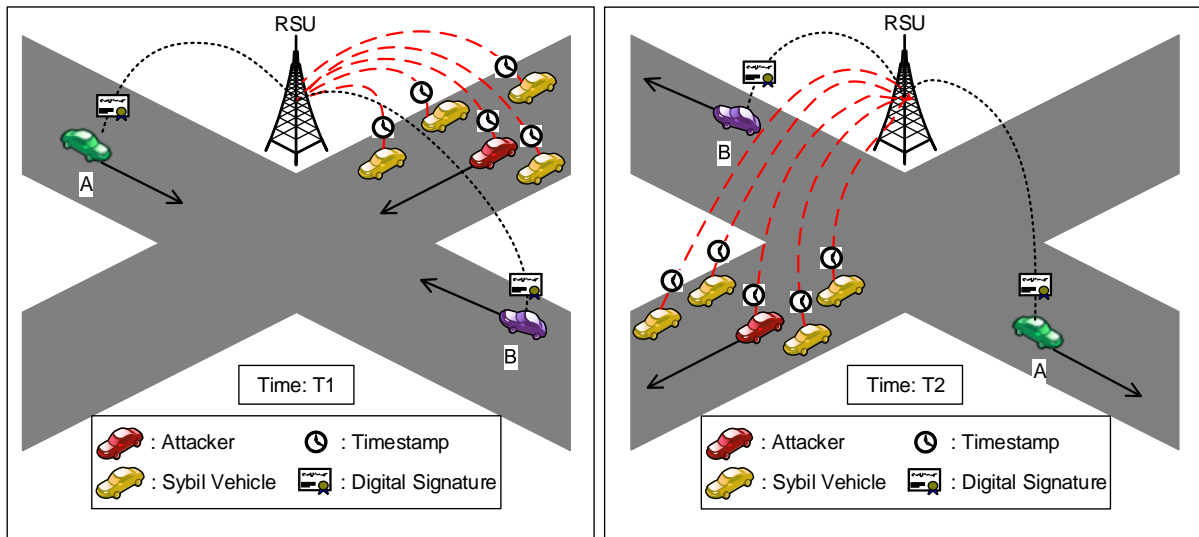 RSU
A
B
Time: T1
: Attacker
: Timestamp
: Sybil Vehicle
: Digital Signature
RSU
B
A
Time: T2
: Attacker
: Timestamp
: Sybil Vehicle
: Digital Signature